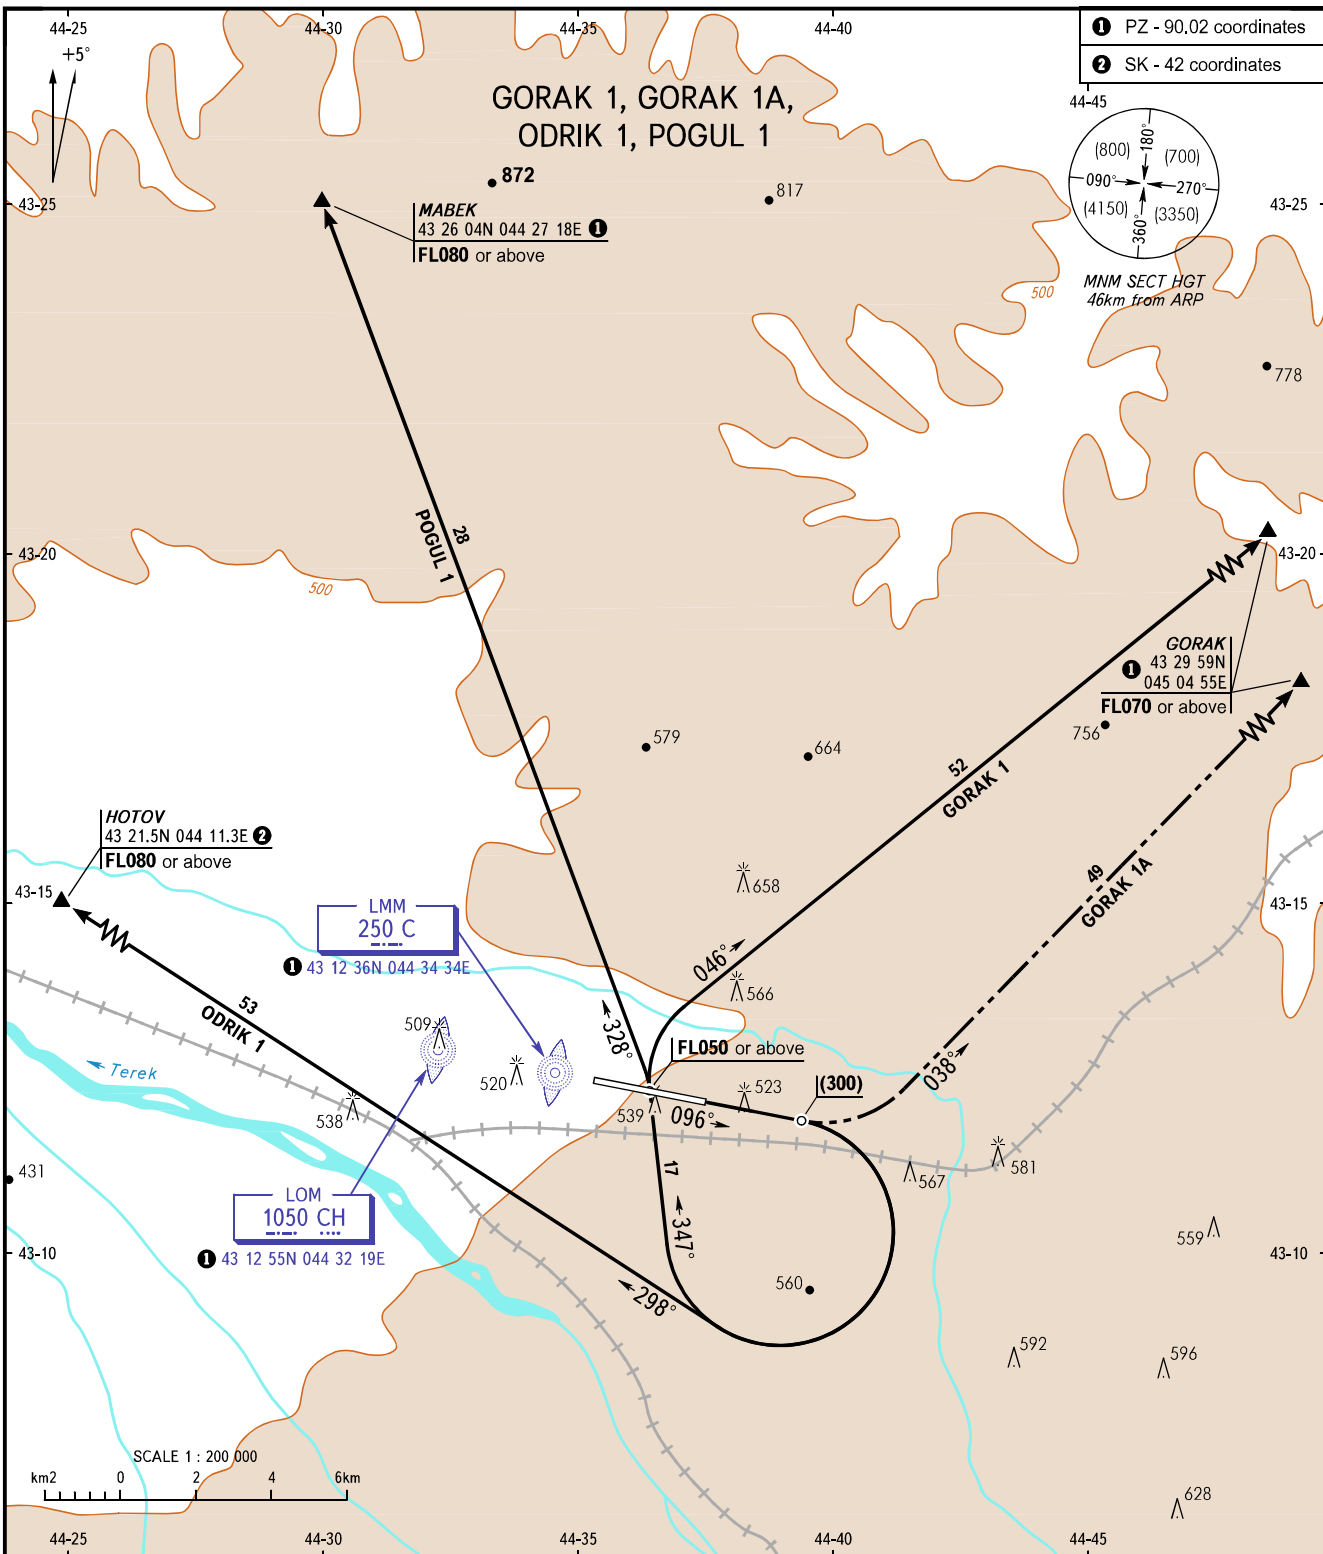 44-25
44-30
44-35
44-40
❶ PZ - 90.02 coordinates
❷ SK - 42 coordinates
44-45
+5°
GORAK 1, GORAK 1A,
ODRIK 1, POGUL 1
(800)
180°
(700)
090°
270°
(4150)
360°
(3350)
MNM SECT HGT
46km from ARP
872
817
43-25
43-25
MABEK
43 26 04N 044 27 18E ❶
FL080 or above
500
778
28
POGUL 1
43-20
43-20
500
GORAK
❶ 43 29 59N
045 04 55E
FL070 or above
756
579
664
52
GORAK 1
HOTOV
43 21.5N 044 11.3E ❷
FL080 or above
43-15
43-15
658
49
GORAK 1A
LMM
250 C
❶ 43 12 36N 044 34 34E
046°
566
53
ODRIK 1
509
328°
FL050 or above
Terek
520
523
(300)
038°
538
539
096°
431
17
567
581
LOM
1050 CH
❶ 43 12 55N 044 32 19E
347°
559
43-10
43-10
298°
560
592
596
SCALE 1 : 200 000
km2
0
2
4
6km
628
44-25
44-30
44-35
44-40
44-45